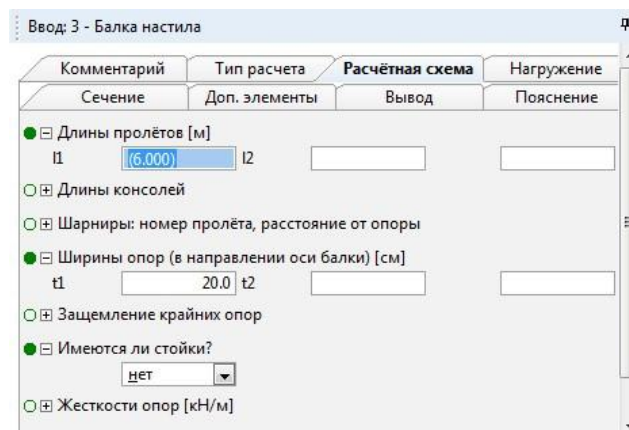 Ввод: 3 - Балка настила
Комментарий Тип расчета Расчётная схема Нагружение
Сечение Доп. элементы Вывод Пояснение
Длины пролётов [м]
l1 (6.000) l2
Длины консолей
Шарниры: номер пролёта, расстояние от опоры
Ширины опор (в направлении оси балки) [см]
t1 20.0 t2
Защемление крайних опор
Имеются ли стойки?
нет
Жесткости опор [кН/м]